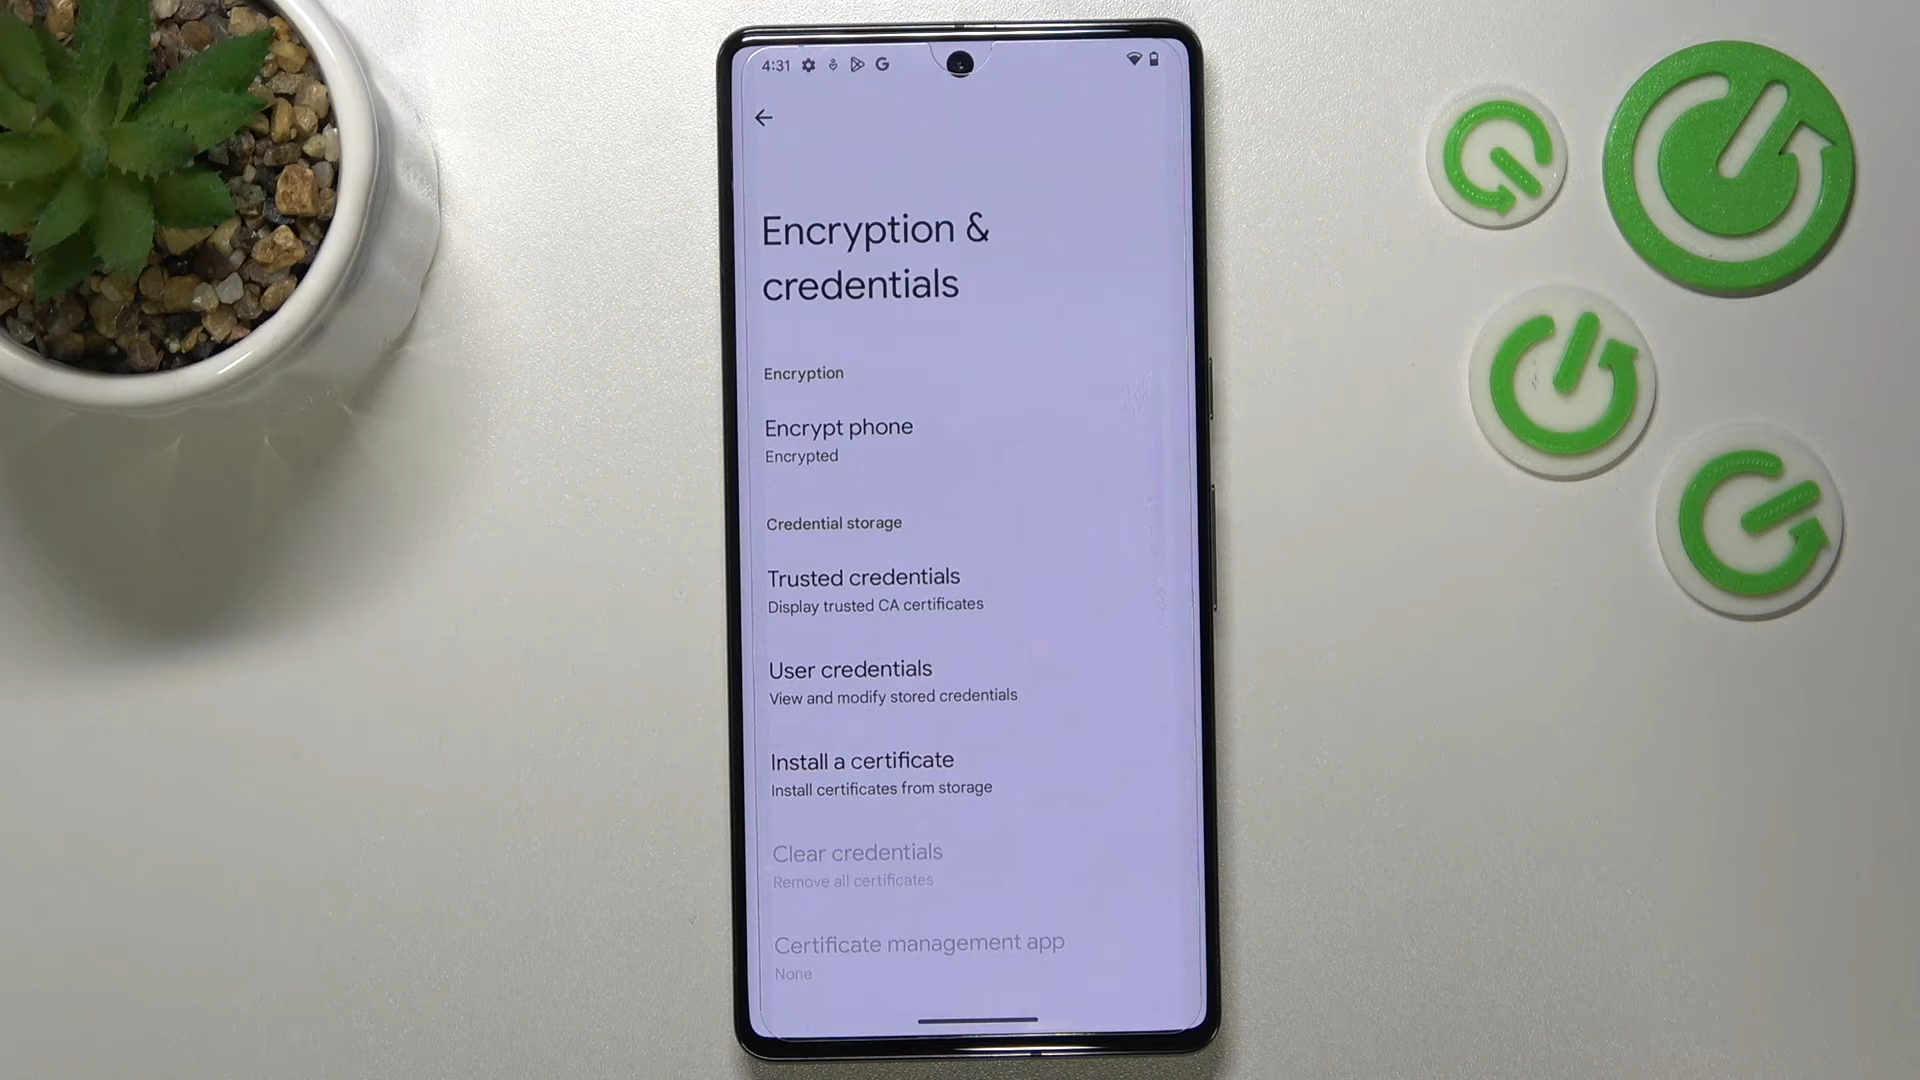 4:31
Encryption &
credentials
Encryption
Encrypt phone
Encrypted
Credential storage
Trusted credentials
Display trusted CA certificates
User credentials
View and modify stored credentials
Install a certificate
Install certificates from storage
Clear credentials
Remove all certificates
Certificate management app
None